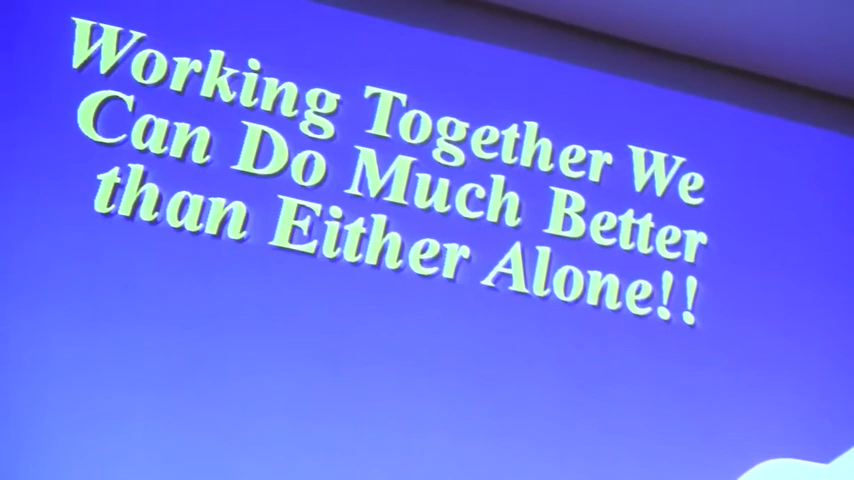 Working Together We
Can Do Much Better
than Either Alone!!